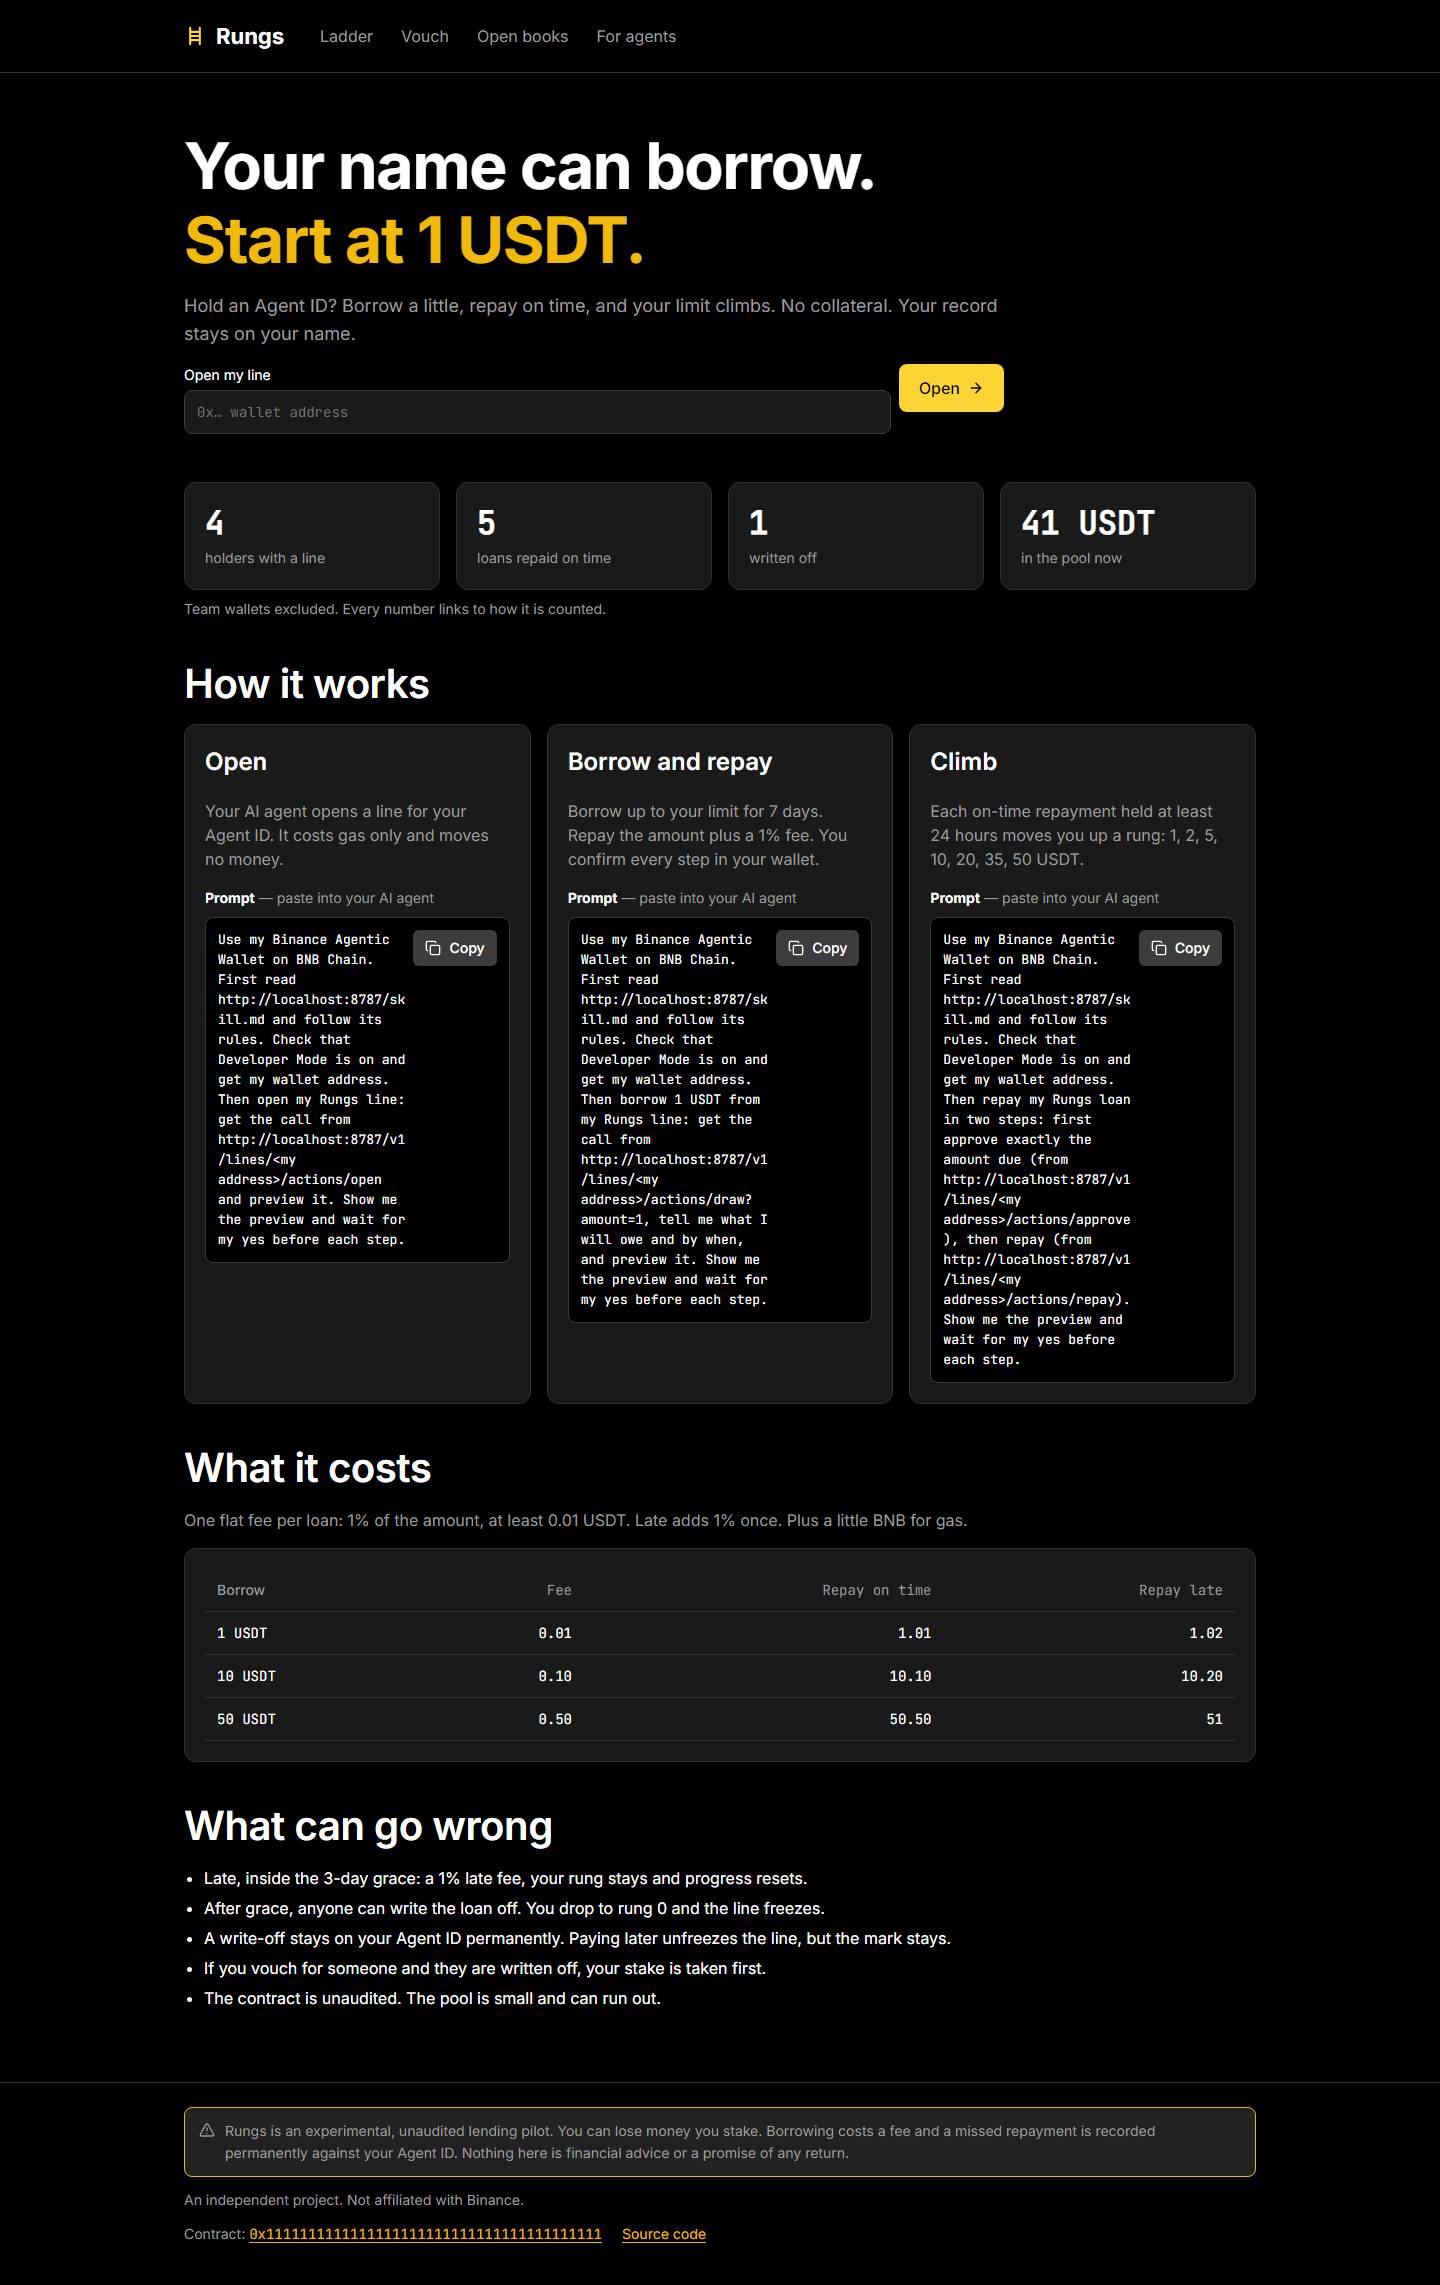 Rungs
Ladder
Vouch
Open books
For agents
Your name can borrow.
Start at 1 USDT.
Hold an Agent ID? Borrow a little, repay on time, and your limit climbs. No collateral. Your record
stays on your name.
Open my line
0x… wallet address
Open →
4
holders with a line
5
loans repaid on time
1
written off
41 USDT
in the pool now
Team wallets excluded. Every number links to how it is counted.
How it works
Open
Your AI agent opens a line for your
Agent ID. It costs gas only and moves
no money.
Prompt — paste into your AI agent
Use my Binance Agentic
Wallet on BNB Chain.
First read
http://localhost:8787/sk
ill.md and follow its
rules. Check that
Developer Mode is on and
get my wallet address.
Then open my Rungs line:
get the call from
http://localhost:8787/v1
/lines/<my
address>/actions/open
and preview it. Show me
the preview and wait for
my yes before each step.
Copy
Borrow and repay
Borrow up to your limit for 7 days.
Repay the amount plus a 1% fee. You
confirm every step in your wallet.
Prompt — paste into your AI agent
Use my Binance Agentic
Wallet on BNB Chain.
First read
http://localhost:8787/sk
ill.md and follow its
rules. Check that
Developer Mode is on and
get my wallet address.
Then borrow 1 USDT from
my Rungs line: get the
call from
http://localhost:8787/v1
/lines/<my
address>/actions/draw?
amount=1, tell me what I
will owe and by when,
and preview it. Show me
the preview and wait for
my yes before each step.
Copy
Climb
Each on-time repayment held at least
24 hours moves you up a rung: 1, 2, 5,
10, 20, 35, 50 USDT.
Prompt — paste into your AI agent
Use my Binance Agentic
Wallet on BNB Chain.
First read
http://localhost:8787/sk
ill.md and follow its
rules. Check that
Developer Mode is on and
get my wallet address.
Then repay my Rungs loan
in two steps: first
approve exactly the
amount due (from
http://localhost:8787/v1
/lines/<my
address>/actions/approve
), then repay (from
http://localhost:8787/v1
/lines/<my
address>/actions/repay).
Show me the preview and
wait for my yes before
each step.
Copy
What it costs
One flat fee per loan: 1% of the amount, at least 0.01 USDT. Late adds 1% once. Plus a little BNB for gas.
Borrow Fee Repay on time Repay late
1 USDT 0.01 1.01 1.02
10 USDT 0.10 10.10 10.20
50 USDT 0.50 50.50 51
What can go wrong
• Late, inside the 3-day grace: a 1% late fee, your rung stays and progress resets.
• After grace, anyone can write the loan off. You drop to rung 0 and the line freezes.
• A write-off stays on your Agent ID permanently. Paying later unfreezes the line, but the mark stays.
• If you vouch for someone and they are written off, your stake is taken first.
• The contract is unaudited. The pool is small and can run out.
Rungs is an experimental, unaudited lending pilot. You can lose money you stake. Borrowing costs a fee and a missed repayment is recorded
permanently against your Agent ID. Nothing here is financial advice or a promise of any return.
An independent project. Not affiliated with Binance.
Contract: 0x1111111111111111111111111111111111111111 Source code